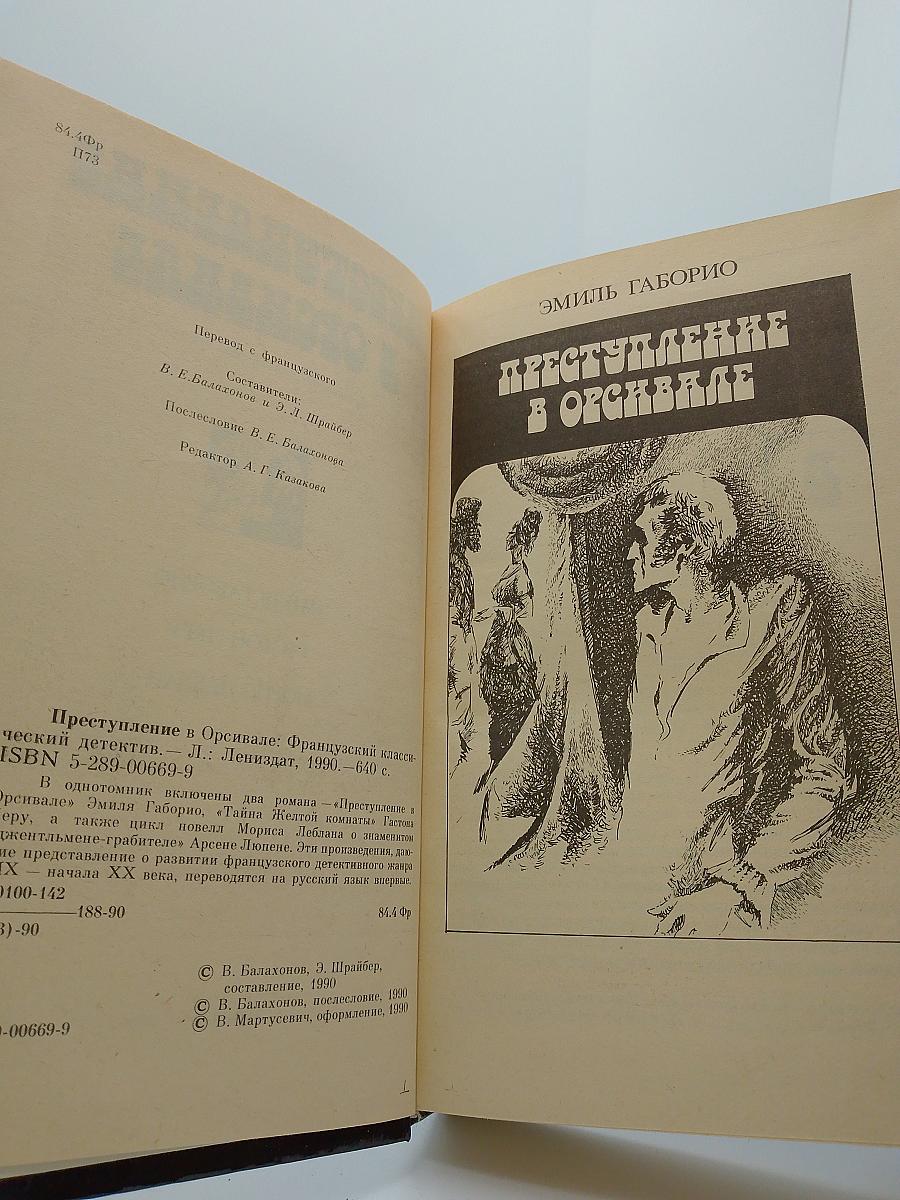 84.4Фр
П73
Перевод с французского
Составители:
В. Е.Балахонов и Э. Л. Шрайбер
Послесловие В. Е. Балахонова
Редактор А. Г. Казакова
Преступление в Орсивале: Французский класси-
ческий детектив.— Л.: Лениздат, 1990.—640 с.
ISBN 5-289-00669-9
В однотомник включены два романа —«Преступление в
Орсивале» Эмиля Габорио, «Тайна Желтой комнаты» Гастона
Леру, а также цикл новелл Мориса Леблана о знаменитом
джентльмене-грабителе» Арсене Люпене. Эти произведения, даю-
ие представление о развитии французского детективного жанра
IX — начала XX века, переводятся на русский язык впервые.
0100-142
188-90
84.4 Фр
3)-90
© В. Балахонов, Э. Шрайбер,
составление, 1990
© В. Балахонов, послесловие, 1990
© В. Мартусевич, оформление, 1990
-00669-9
ЭМИЛЬ ГАБОРИО
ПРЕСТУПЛЕНИЕ
В ОРСИВАЛЕ